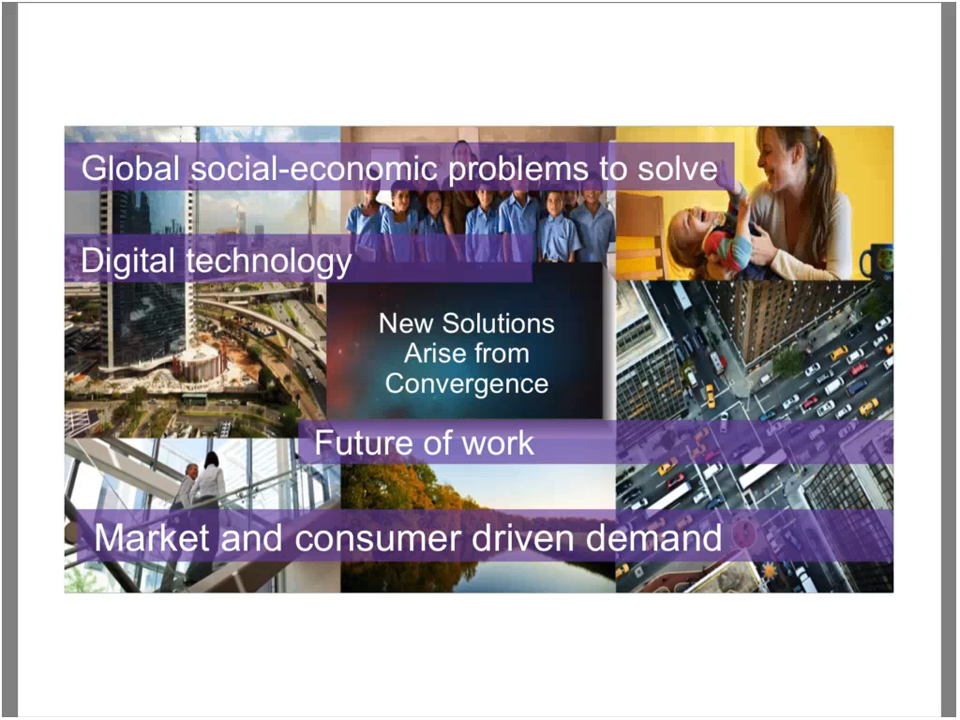 Global social-economic problems to solve
Digital technology
New Solutions
Arise from
Convergence
Future of work
Market and consumer driven demand